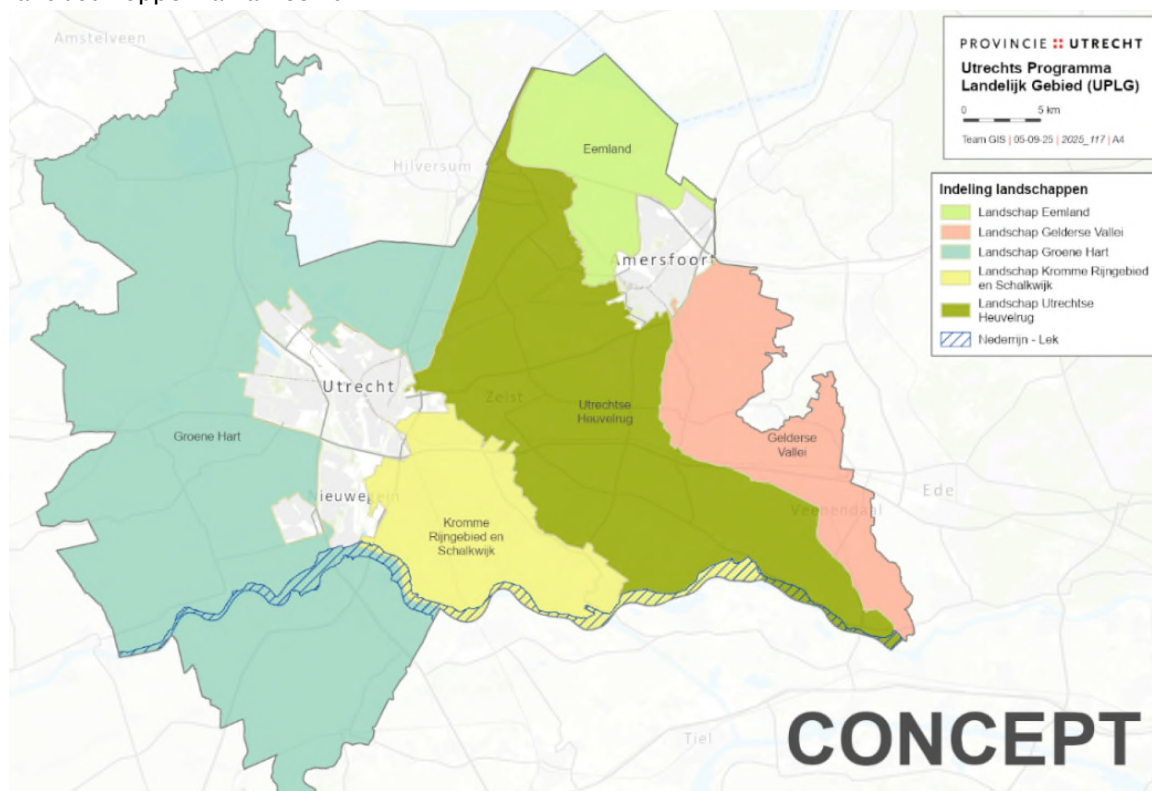 Amstelveen
PROVINCIE UTRECHT
Utrechts Programma
Landelijk Gebied (UPLG)
0 5 km
Team GIS | 05-09-25 | 2025_117 | A4
Eemland
Hilversum
Indeling landschappen
Landschap Eemland
Landschap Gelderse Vallei
Landschap Groene Hart
Landschap Kromme Rijngebied
en Schalkwijk
Landschap Utrechtse
Heuvelrug
Nederrijn - Lek
Amersfoort
Utrecht
Zeist
Utrechtse
Heuvelrug
Groene Hart
Gelderse
Vallei
Ede
Nieuwegein
Veenendaal
Kromme
Rijngebied en
Schalkwijk
Tiel
CONCEPT